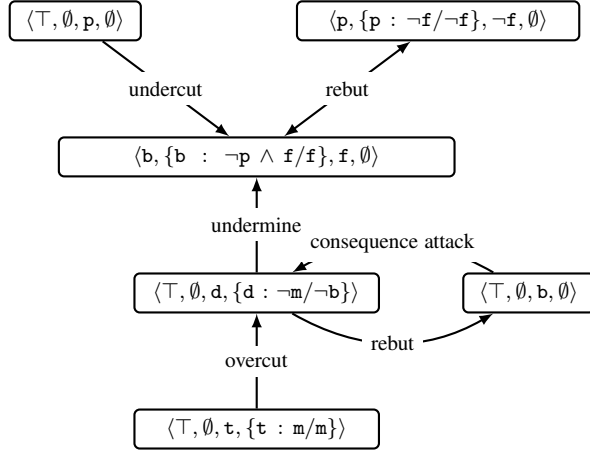 ⟨⊤, ∅, p, ∅⟩
⟨p, {p : ¬f/¬f}, ¬f, ∅⟩
undercut
rebut
⟨b, {b : ¬p ∧ f/f}, f, ∅⟩
undermine
consequence attack
⟨⊤, ∅, d, {d : ¬m/¬b}⟩
⟨⊤, ∅, b, ∅⟩
rebut
overcut
⟨⊤, ∅, t, {t : m/m}⟩